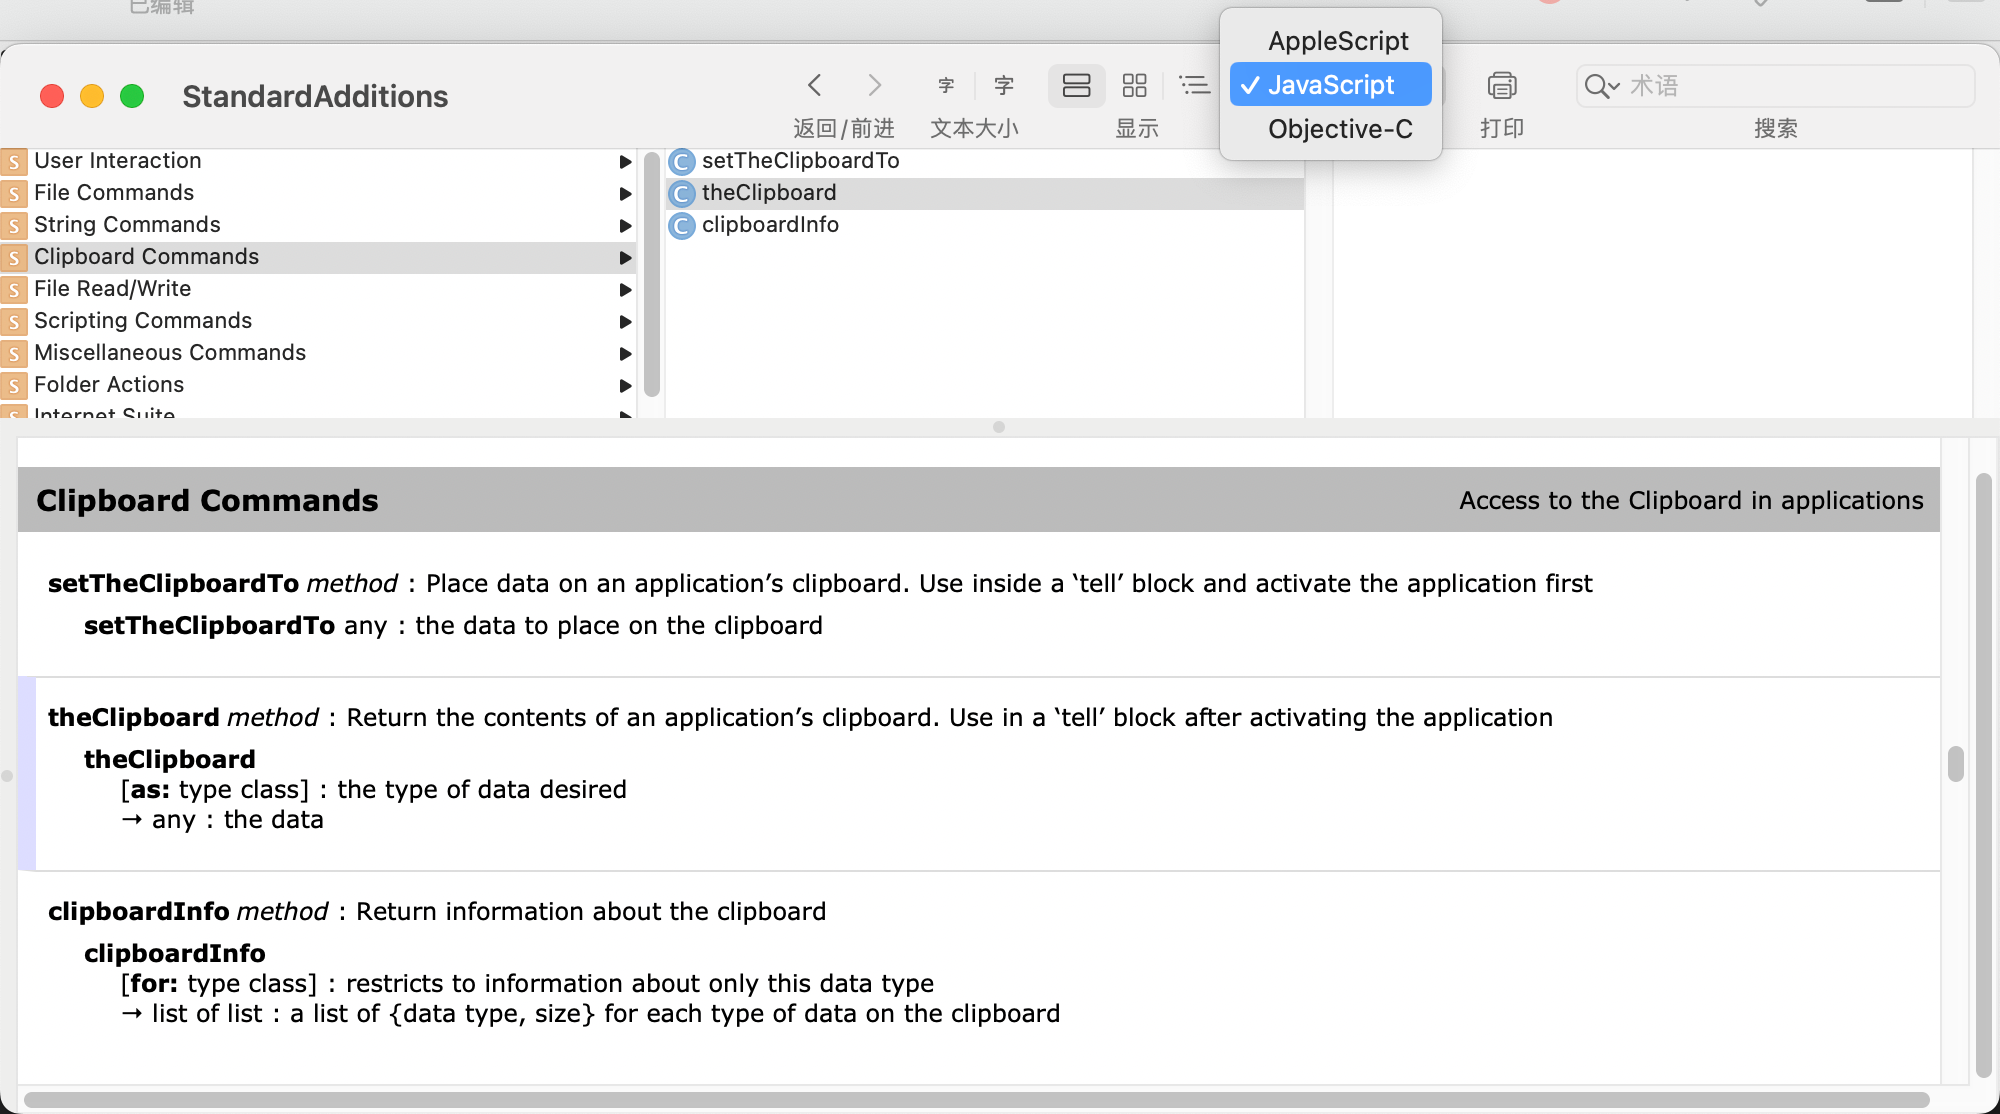 已编辑
AppleScript
✓ JavaScript
Objective-C
StandardAdditions
字 字
术语
返回/前进 文本大小 显示 打印 搜索
S User Interaction
S File Commands
S String Commands
S Clipboard Commands
S File Read/Write
S Scripting Commands
S Miscellaneous Commands
S Folder Actions
S Internet Suite
C setTheClipboardTo
C theClipboard
C clipboardInfo
Clipboard Commands
Access to the Clipboard in applications
setTheClipboardTo method : Place data on an application’s clipboard. Use inside a ‘tell’ block and activate the application first
setTheClipboardTo any : the data to place on the clipboard
theClipboard method : Return the contents of an application’s clipboard. Use in a ‘tell’ block after activating the application
theClipboard
[as: type class] : the type of data desired
→ any : the data
clipboardInfo method : Return information about the clipboard
clipboardInfo
[for: type class] : restricts to information about only this data type
→ list of list : a list of {data type, size} for each type of data on the clipboard